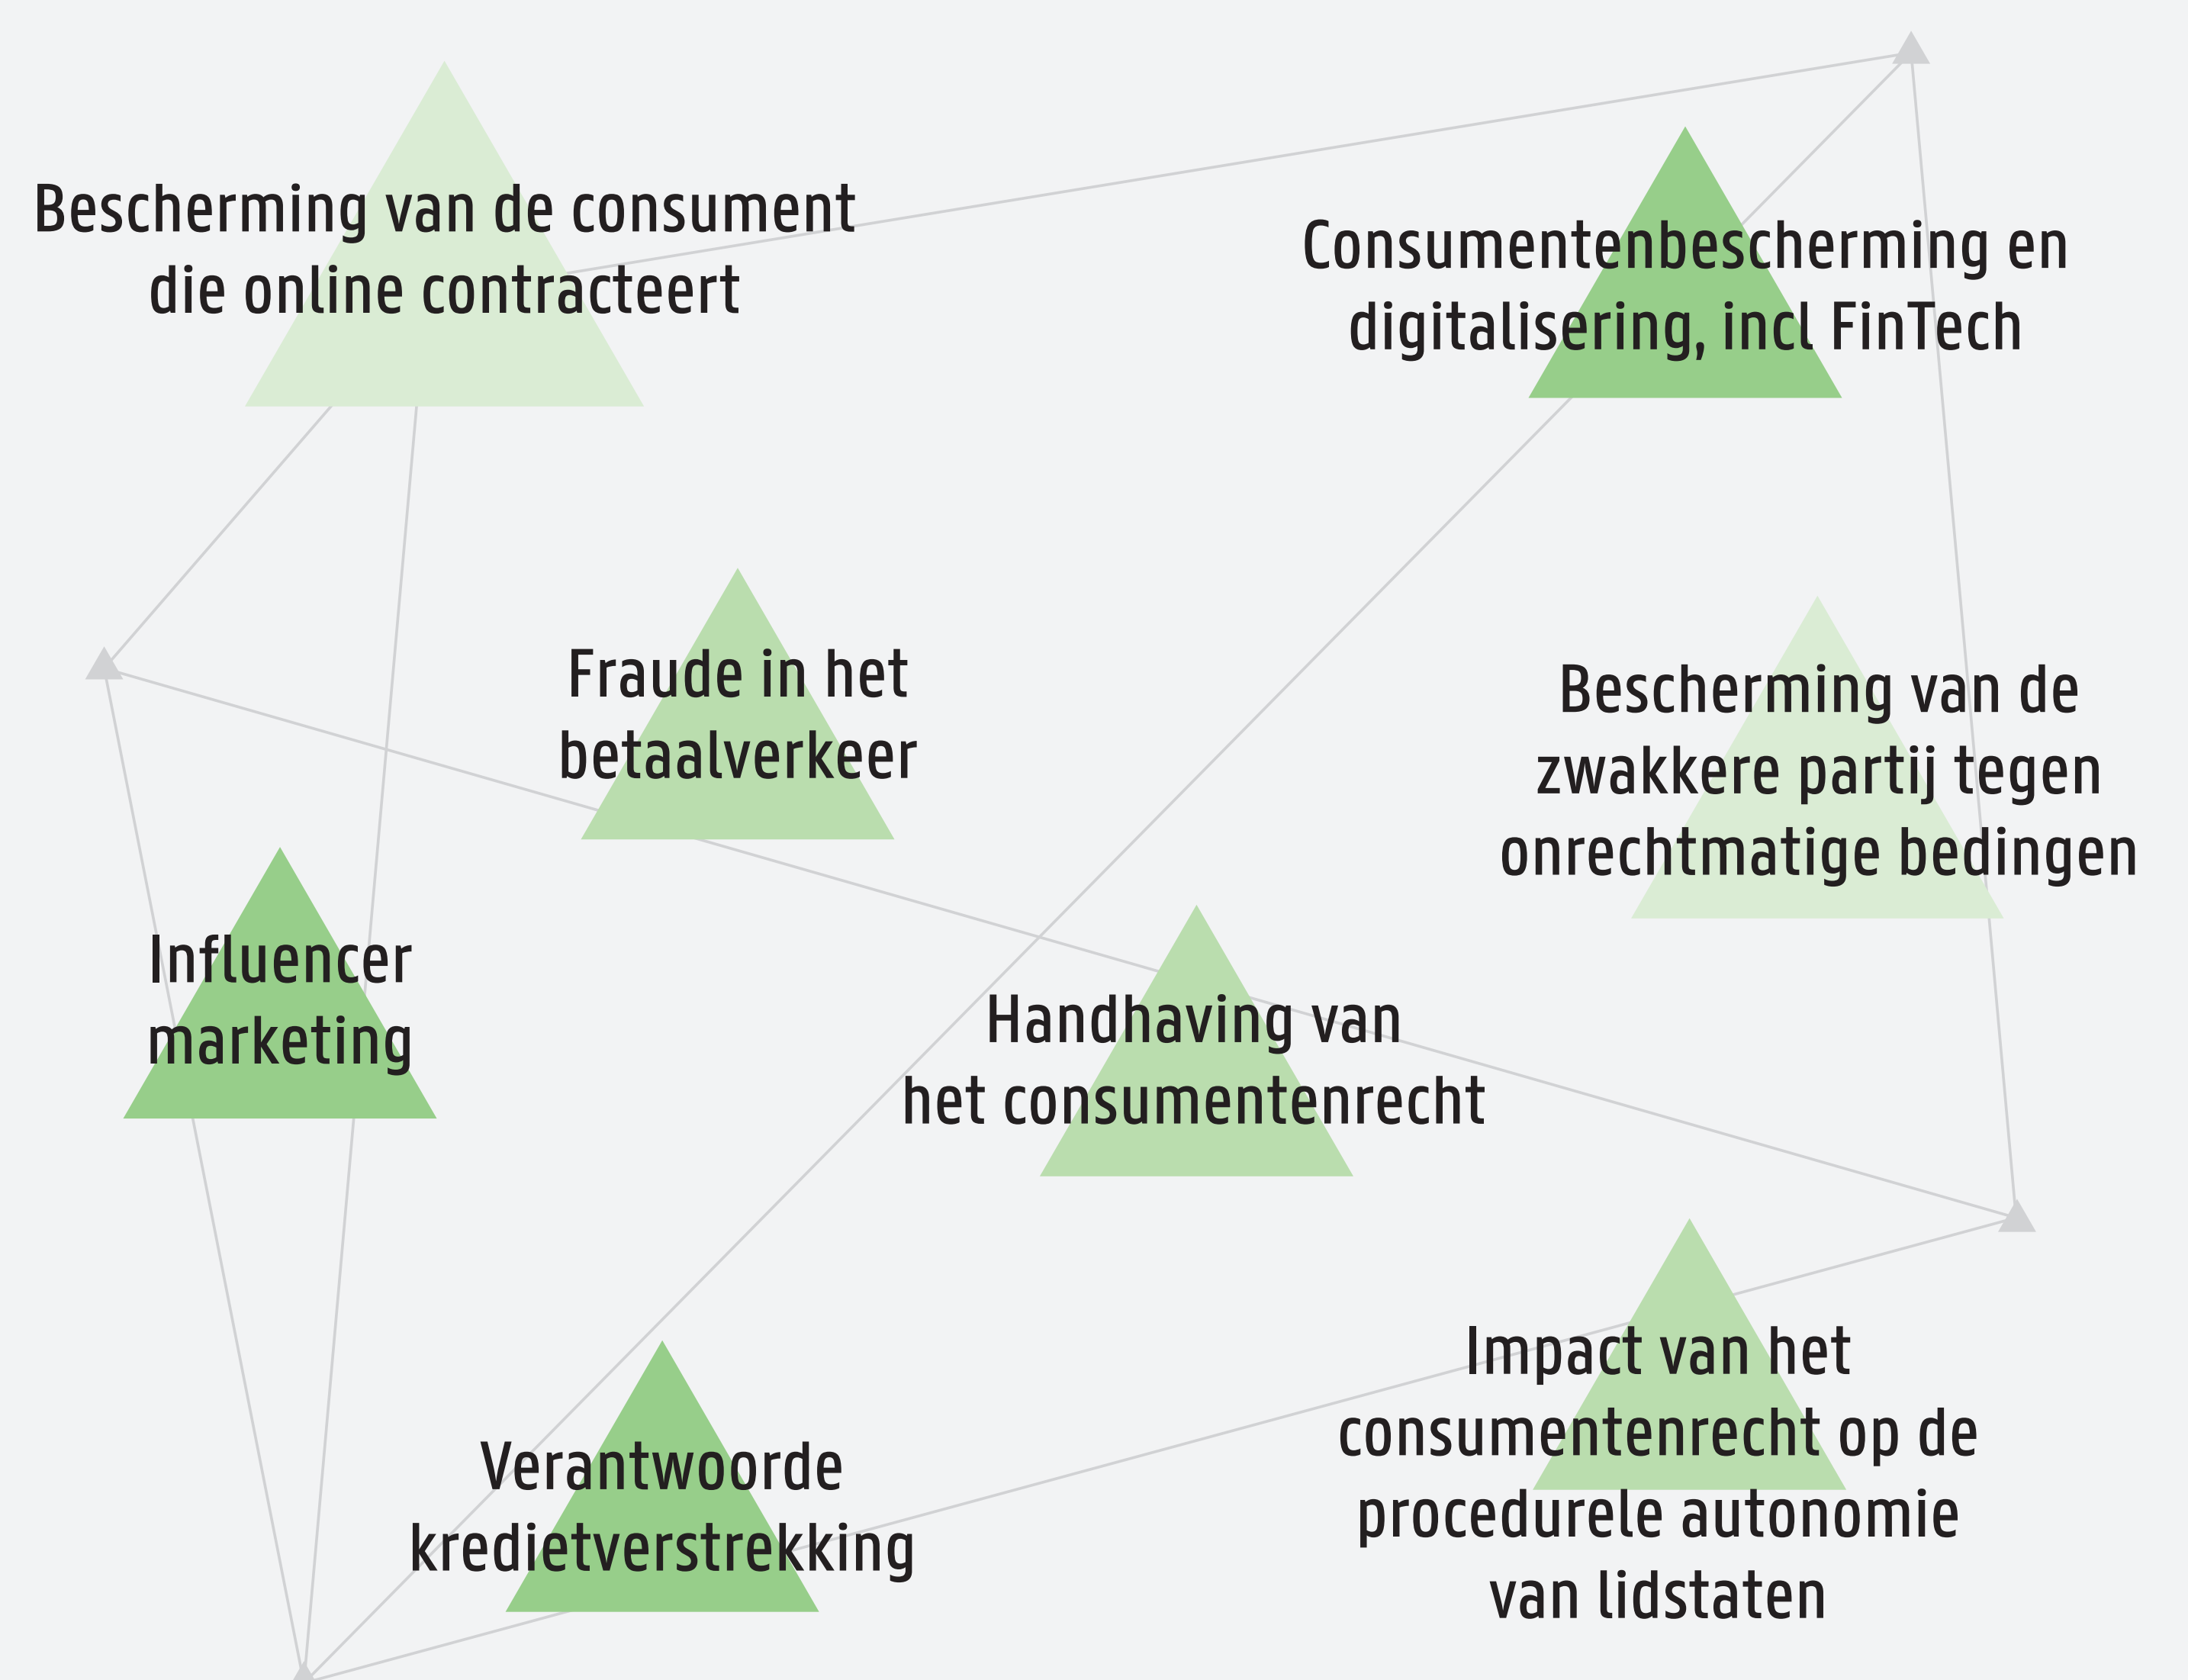 Bescherming van de consument
die online contracteert
Consumentenbescherming en
digitalisering, incl FinTech
Fraude in het
betaalverkeer
Bescherming van de
zwakkere partij tegen
onrechtmatige bedingen
Influencer
marketing
Handhaving van
het consumentenrecht
Impact van het
consumentenrecht op de
procedurele autonomie
van lidstaten
Verantwoorde
kredietverstrekking